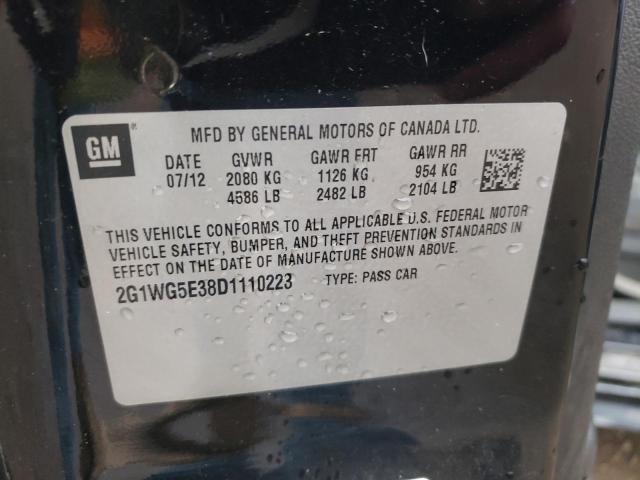 GM
MFD BY GENERAL MOTORS OF CANADA LTD.
DATE GVWR GAWR FRT GAWR RR
07/12 2080 KG 1126 KG 954 KG
4586 LB 2482 LB 2104 LB
THIS VEHICLE CONFORMS TO ALL APPLICABLE U.S. FEDERAL MOTOR
VEHICLE SAFETY, BUMPER, AND THEFT PREVENTION STANDARDS IN
EFFECT ON THE DATE OF MANUFACTURE SHOWN ABOVE.
2G1WG5E38D1110223 TYPE: PASS CAR